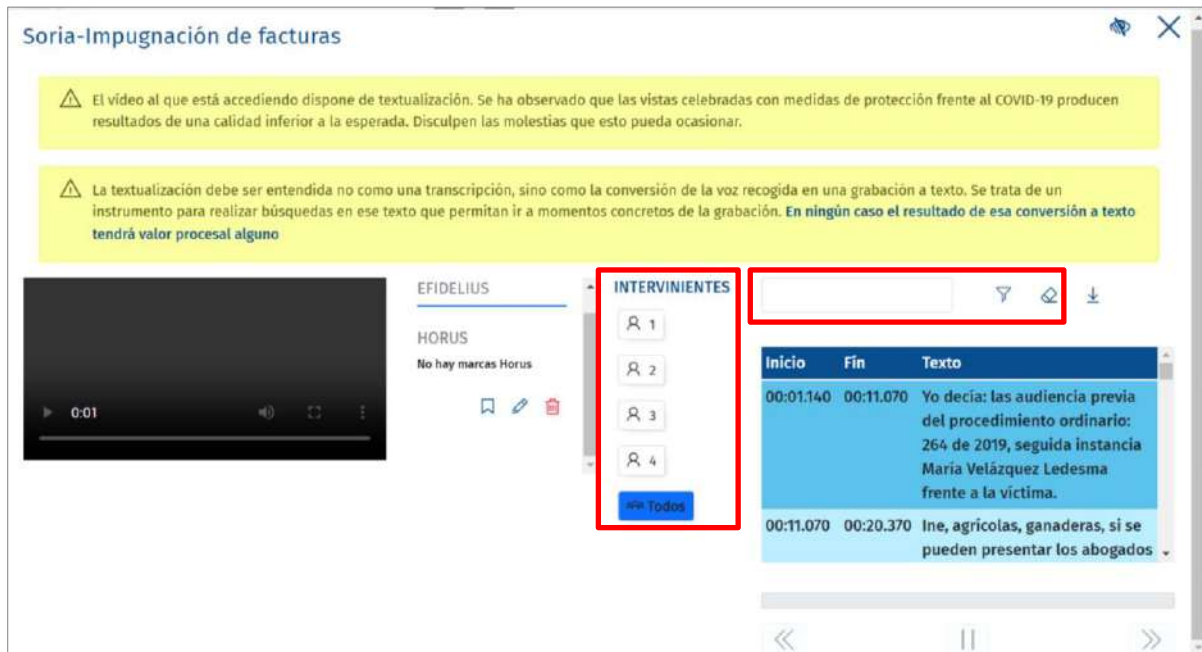 Soria-Impugnación de facturas
El vídeo al que está accediendo dispone de textualización. Se ha observado que las vistas celebradas con medidas de protección frente al COVID-19 producen
resultados de una calidad inferior a la esperada. Disculpen las molestias que esto pueda ocasionar.
La textualización debe ser entendida no como una transcripción, sino como la conversión de la voz recogida en una grabación a texto. Se trata de un
instrumento para realizar búsquedas en ese texto que permitan ir a momentos concretos de la grabación. En ningún caso el resultado de esa conversión a texto
tendrá valor procesal alguno
0:01
EFIDELIUS
HORUS
No hay marcas Horus
INTERVINIENTES
1
2
3
4
Todos
Inicio Fín Texto
00:01.140 00:11.070 Yo decía: las audiencia previa
del procedimiento ordinario:
264 de 2019, seguida instancia
María Velázquez Ledesma
frente a la víctima.
00:11.070 00:20.370 Ine, agrícolas, ganaderas, si se
pueden presentar los abogados